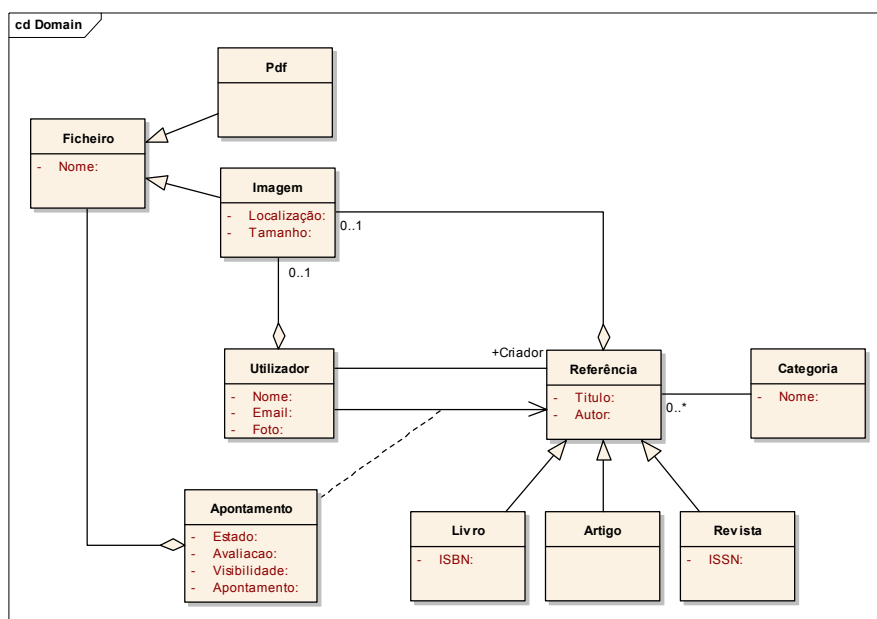 cd Domain
Pdf
Ficheiro
- Nome:
Imagem
- Localização:
- Tamanho:
0..1
0..1
Utilizador
- Nome:
- Email:
- Foto:
+Criador
Referência
- Titulo:
- Autor:
0..*
Categoria
- Nome:
Apontamento
- Estado:
- Avaliacao:
- Visibilidade:
- Apontamento:
Livro
- ISBN:
Artigo
Revista
- ISSN: